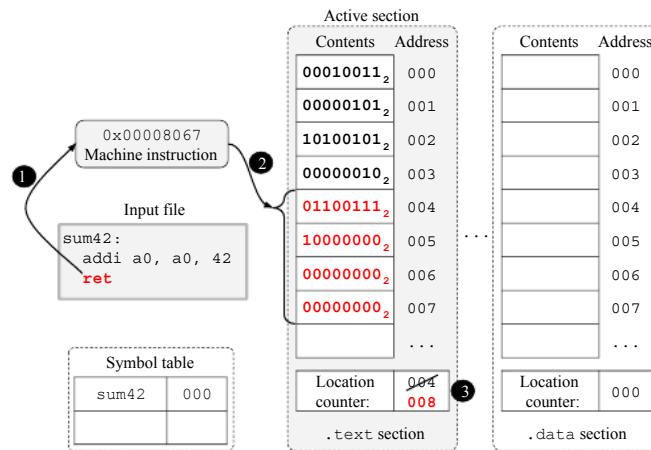 Active section
Contents Address
000100112 000
000001012 001
101001012 002
000000102 003
011001112 004
100000002 005
000000002 006
000000002 007
...
Location counter: 004 008
.text section
0x00008067
Machine instruction
1
2
3
Input file
sum42:
addi a0, a0, 42
ret
Symbol table
sum42 000
...
Contents Address
000
001
002
003
004
005
006
007
...
Location counter: 000
.data section